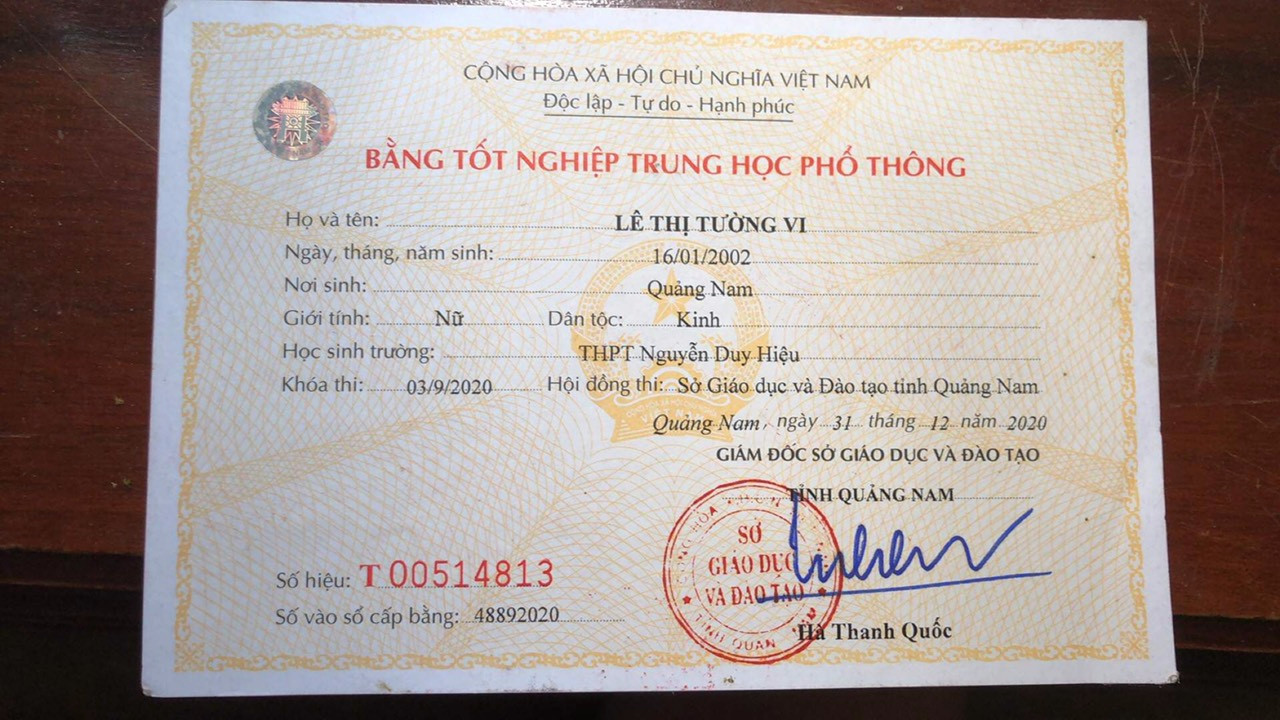 CỘNG HÒA XÃ HỘI CHỦ NGHĨA VIỆT NAM
Độc lập - Tự do - Hạnh phúc
BẰNG TỐT NGHIỆP TRUNG HỌC PHỔ THÔNG
Họ và tên: LÊ THỊ TƯỜNG VI
Ngày, tháng, năm sinh: 16/01/2002
Nơi sinh: Quảng Nam
Giới tính: Nữ Dân tộc: Kinh
Học sinh trường: THPT Nguyễn Duy Hiệu
Khóa thi: 03/9/2020 Hội đồng thi: Sở Giáo dục và Đào tạo tỉnh Quảng Nam
Quảng Nam, ngày 31 tháng 12 năm 2020
GIÁM ĐỐC SỞ GIÁO DỤC VÀ ĐÀO TẠO
TỈNH QUẢNG NAM
SỞ
GIÁO DỤC
VÀ ĐÀO TẠO
Số hiệu: T 00514813
Số vào sổ cấp bằng: 48892020
Hà Thanh Quốc